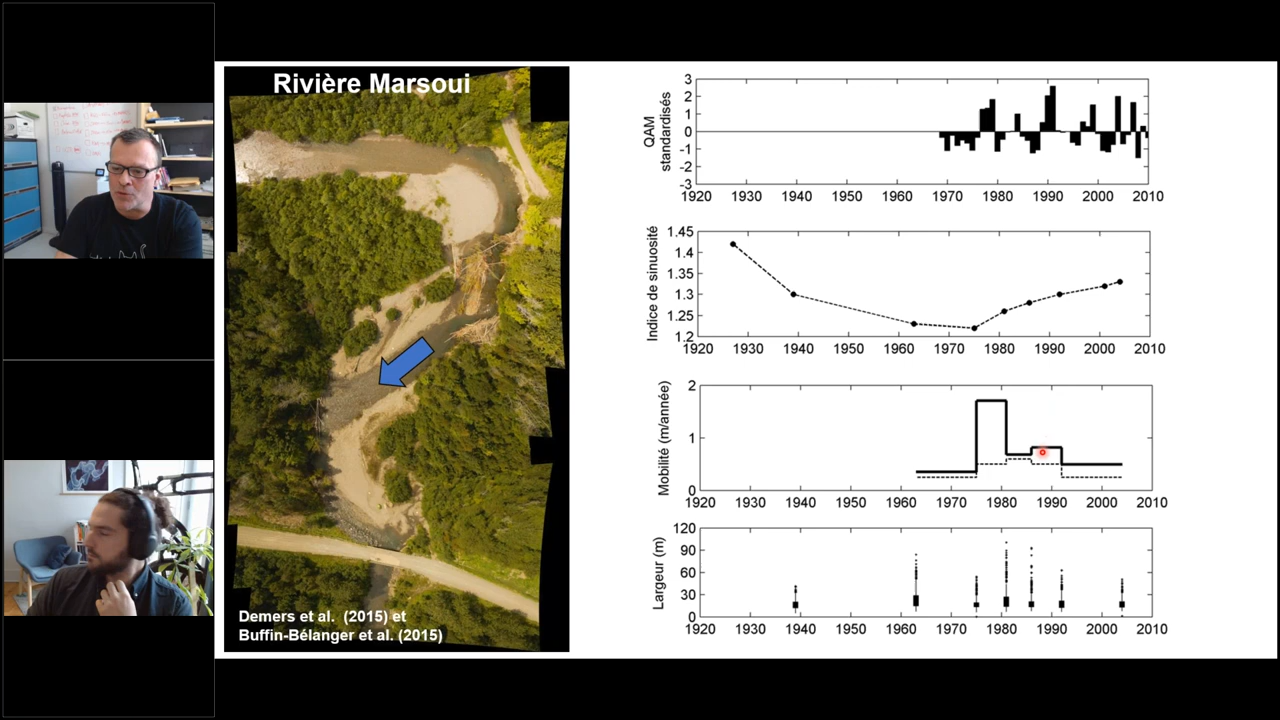 Rivière Marsoui
Demers et al. (2015) et
Buffin-Bélanger et al. (2015)
QAM
standardisés
3
2
1
0
-1
-2
-3
1920 1930 1940 1950 1960 1970 1980 1990 2000 2010
Indice de sinuosité
1.45
1.4
1.35
1.3
1.25
1.2
1920 1930 1940 1950 1960 1970 1980 1990 2000 2010
Mobilité (m/année)
2
1
0
1920 1930 1940 1950 1960 1970 1980 1990 2000 2010
Largeur (m)
120
90
60
30
0
1920 1930 1940 1950 1960 1970 1980 1990 2000 2010